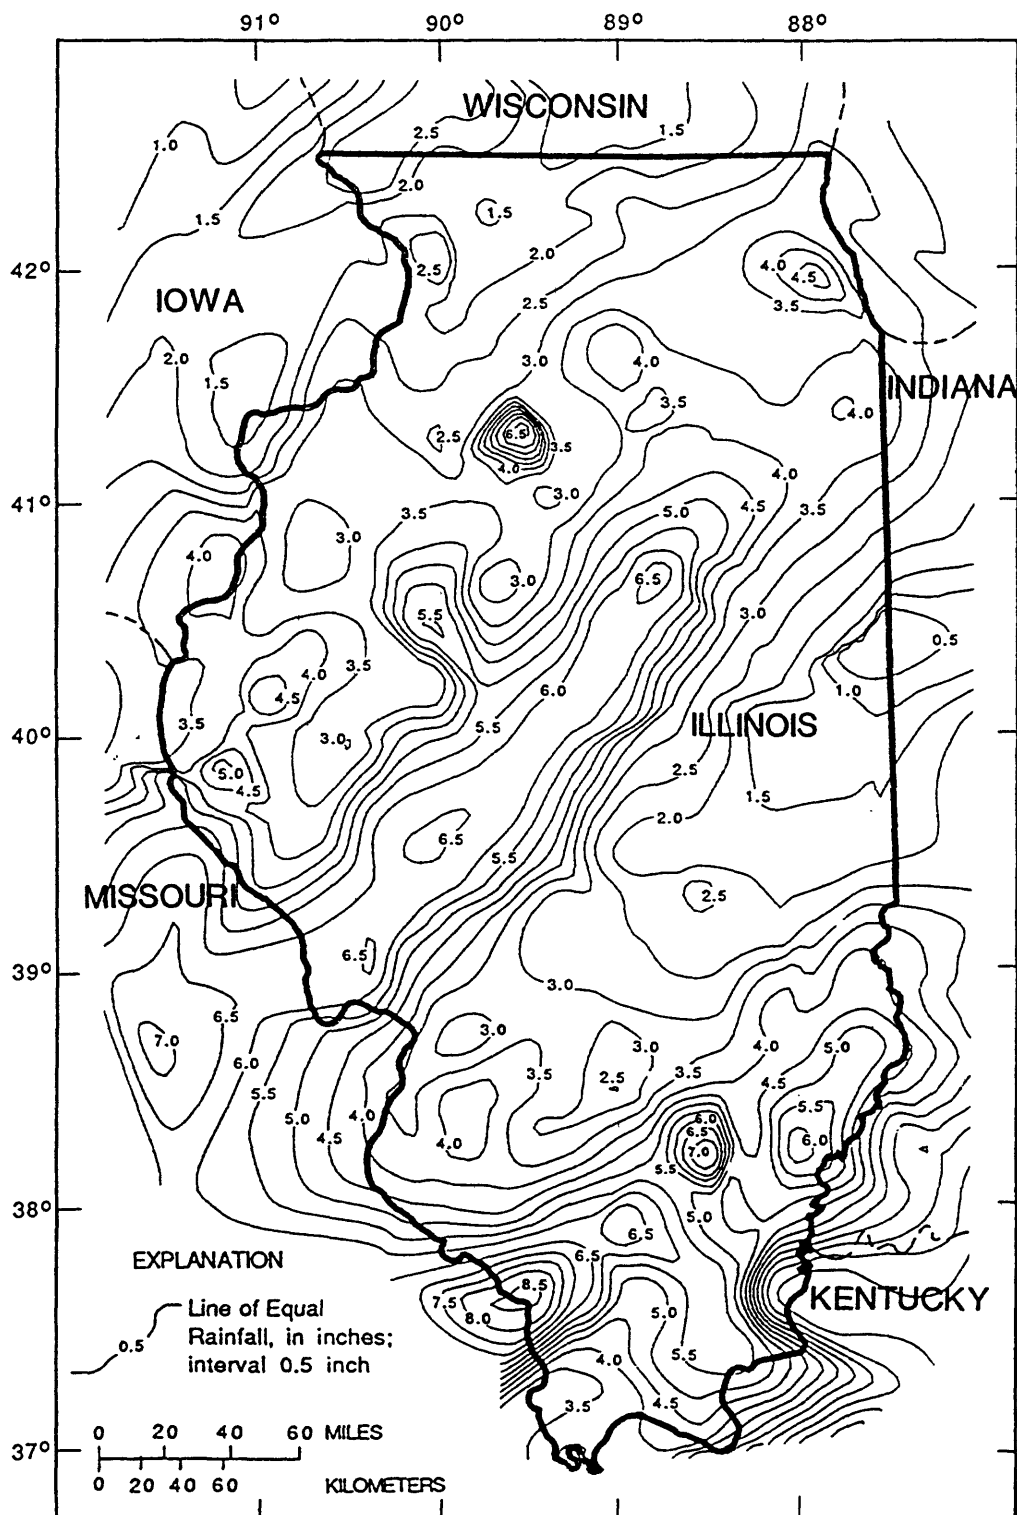 91° 90° 89° 88°
WISCONSIN
2.5 1.5
1.0
2.0
1.5 1.5
2.0
42° 2.5 4.0 4.5
IOWA
2.5 3.5
2.0 3.0 4.0
1.5
INDIANA
3.5 4.0
2.5 6.5 3.5
4.0
4.0
41° 3.0 4.5
3.5 5.0 3.5
3.0
4.0
3.0 6.5
5.5 3.0
0.5
3.5
4.0
4.5 6.0 1.0
3.5 5.5 ILLINOIS
40° 3.0
5.0 2.5
4.5 1.5
2.0
6.5
5.5
MISSOURI 2.5
6.5
39° 3.0
6.5
7.0 3.0 3.0 4.0 5.0
6.0
5.5 3.5 2.5 3.5 4.5
5.0 4.0 5.5
4.5 4.0 6.0
6.5 6.0
7.0
5.5
38° 5.0
6.5
EXPLANATION 6.5
8.5
7.5 8.0 5.0 KENTUCKY
Line of Equal
Rainfall, in inches;
interval 0.5 inch
0.5
5.5
4.0
3.5 4.5
0 20 40 60 MILES
37°
0 20 40 60 KILOMETERS